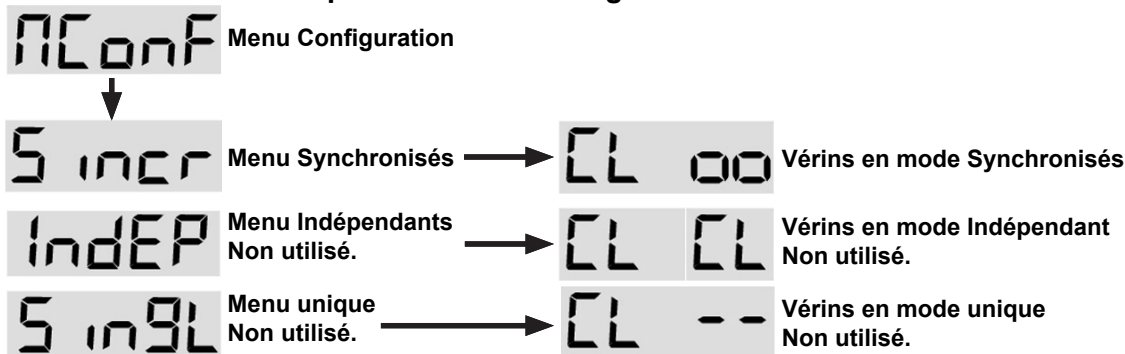 MConF Menu Configuration
Sincr Menu Synchronisés CL oo Vérins en mode Synchronisés
IndEP Menu Indépendants
Non utilisé. CL CL Vérins en mode Indépendant
Non utilisé.
SingL Menu unique
Non utilisé. CL -- Vérins en mode unique
Non utilisé.